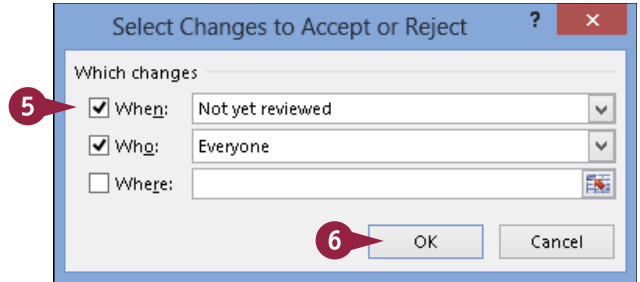 Select Changes to Accept or Reject ? ×
Which changes
5 When: Not yet reviewed
Who: Everyone
Where:
6 OK Cancel